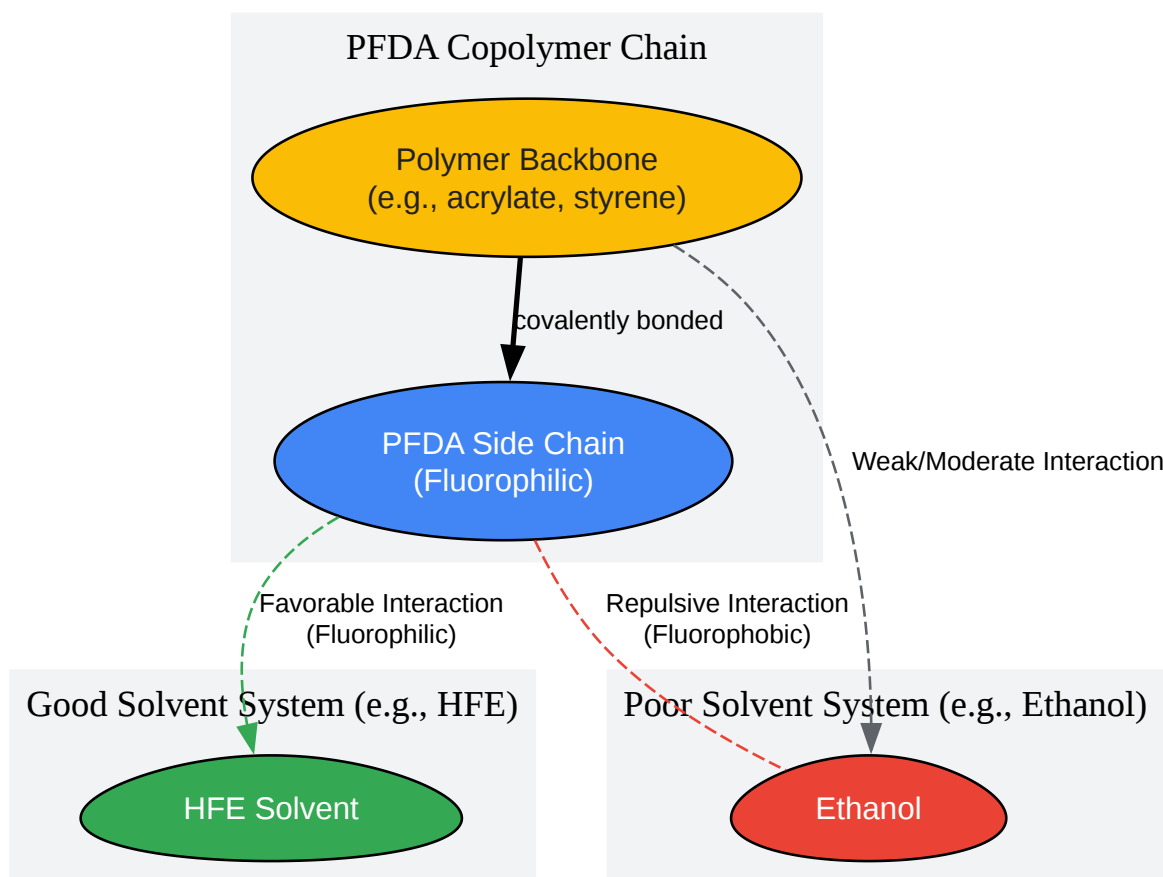 PFDA Copolymer Chain
Polymer Backbone
(e.g., acrylate, styrene)
covalently bonded
PFDA Side Chain
(Fluorophilic)
Weak/Moderate Interaction
Favorable Interaction
(Fluorophilic)
Repulsive Interaction
(Fluorophobic)
Good Solvent System (e.g., HFE)
Poor Solvent System (e.g., Ethanol)
HFE Solvent
Ethanol